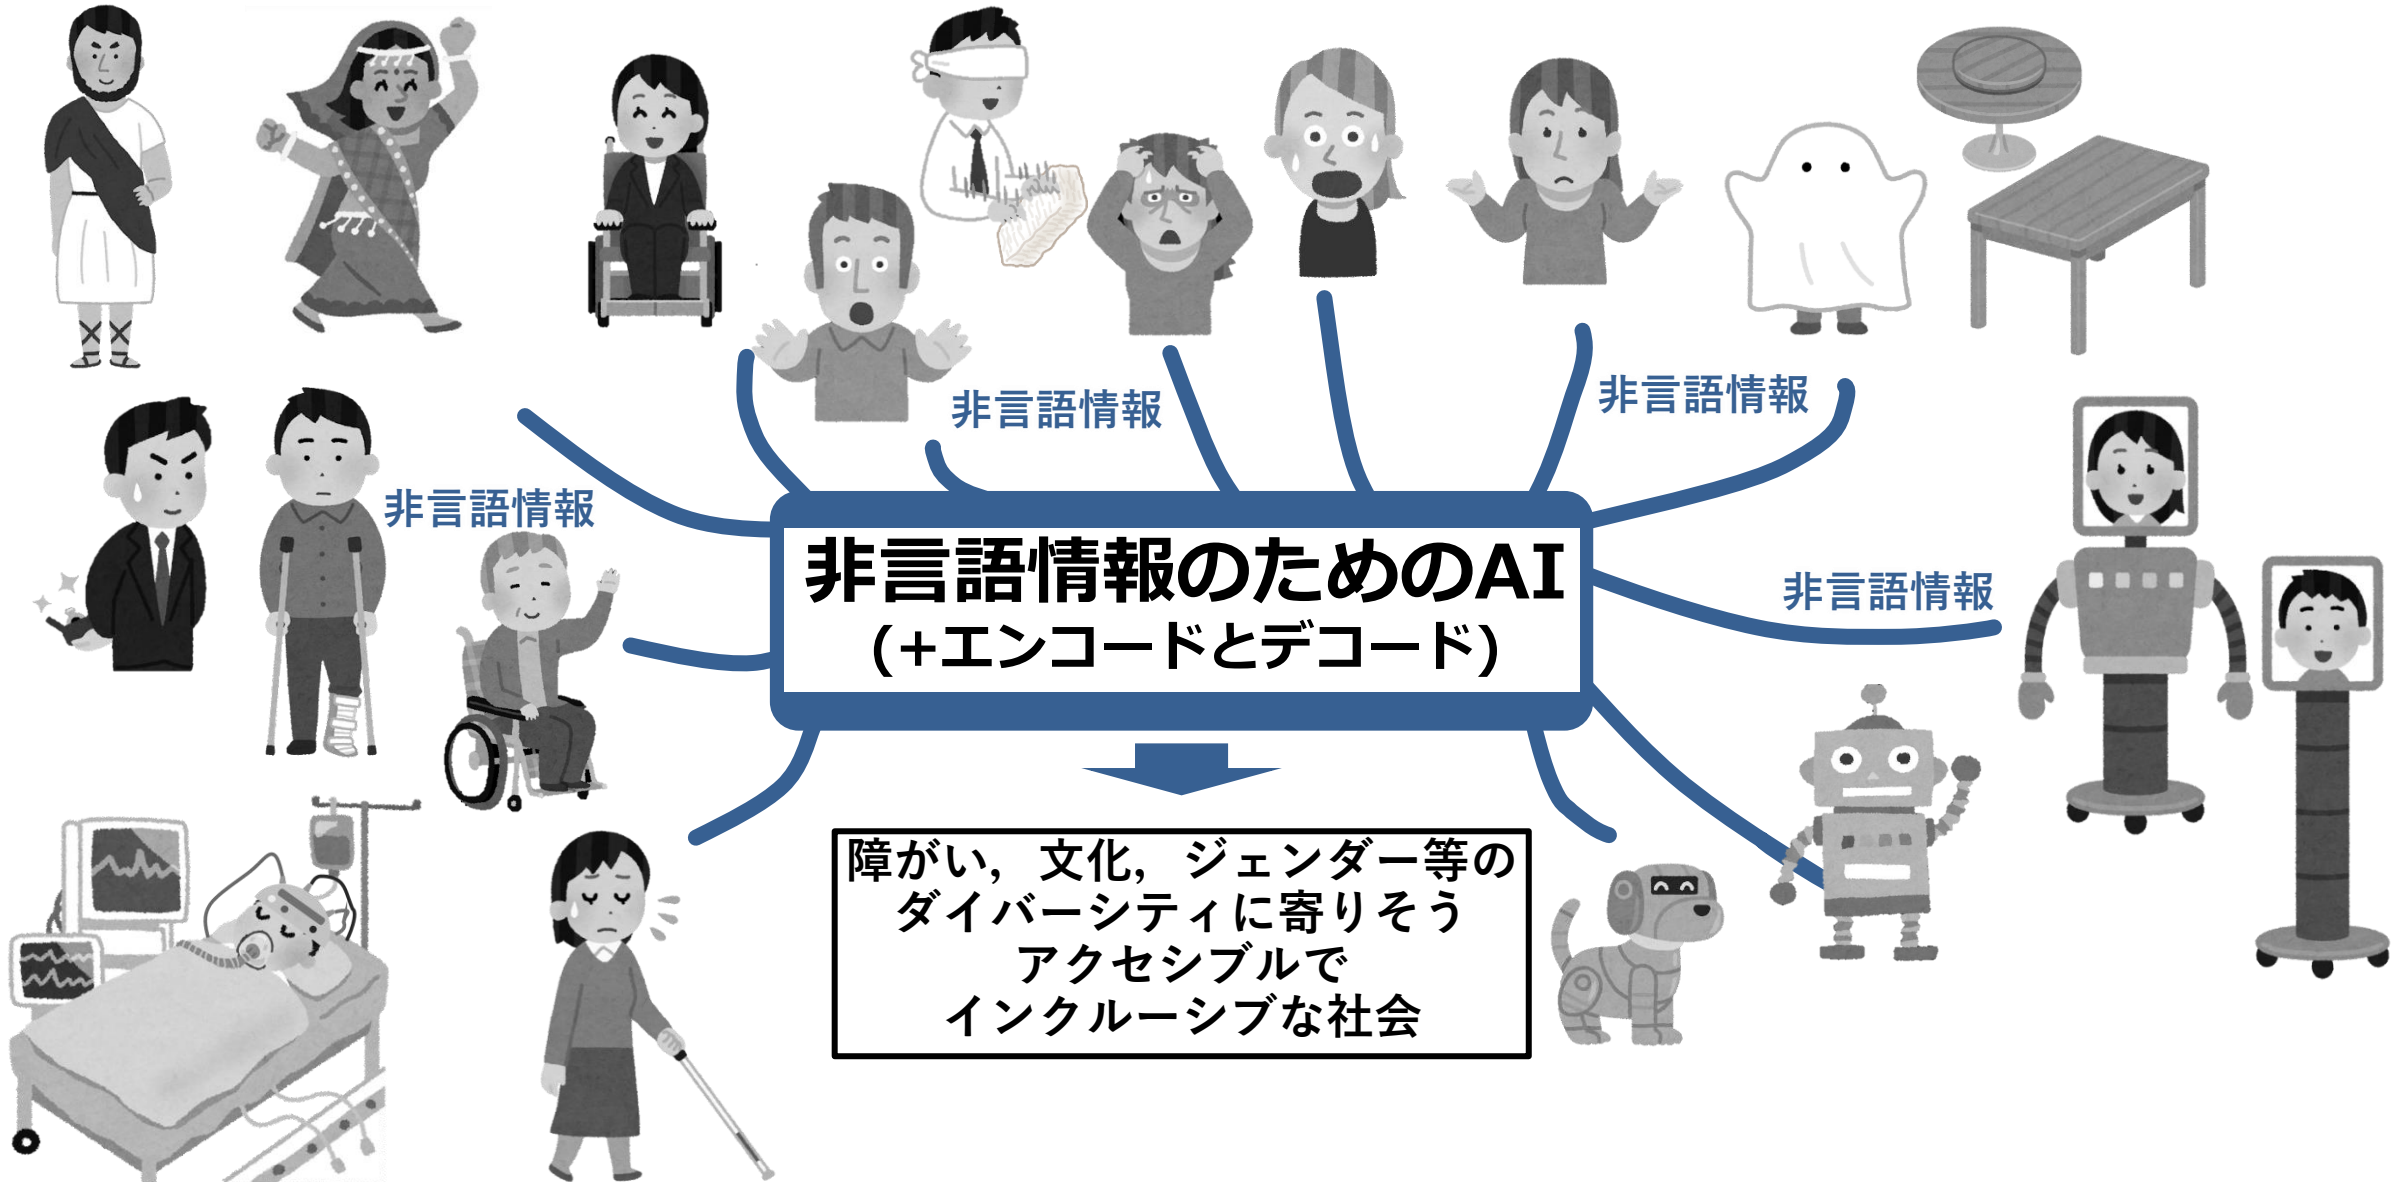 非言語情報
非言語情報
非言語情報
非言語情報
非言語情報のためのAI
(+エンコードとデコード)
障がい，文化，ジェンダー等の
ダイバーシティに寄りそう
アクセシブルで
インクルーシブな社会